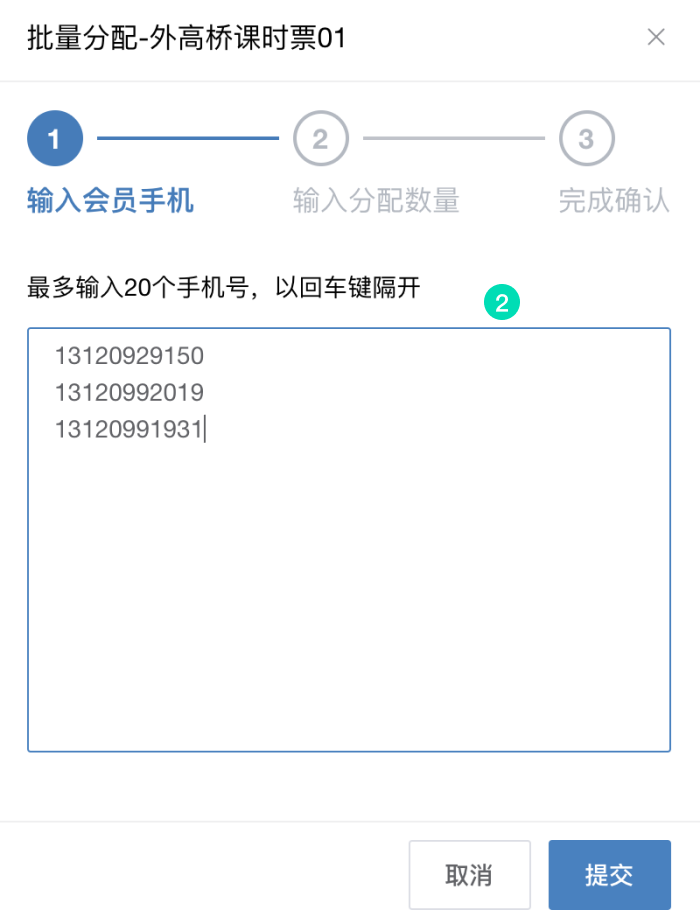 批量分配-外高桥课时票01
1
2
3
输入会员手机
输入分配数量
完成确认
最多输入20个手机号，以回车键隔开
2
13120929150
13120992019
13120991931
取消
提交